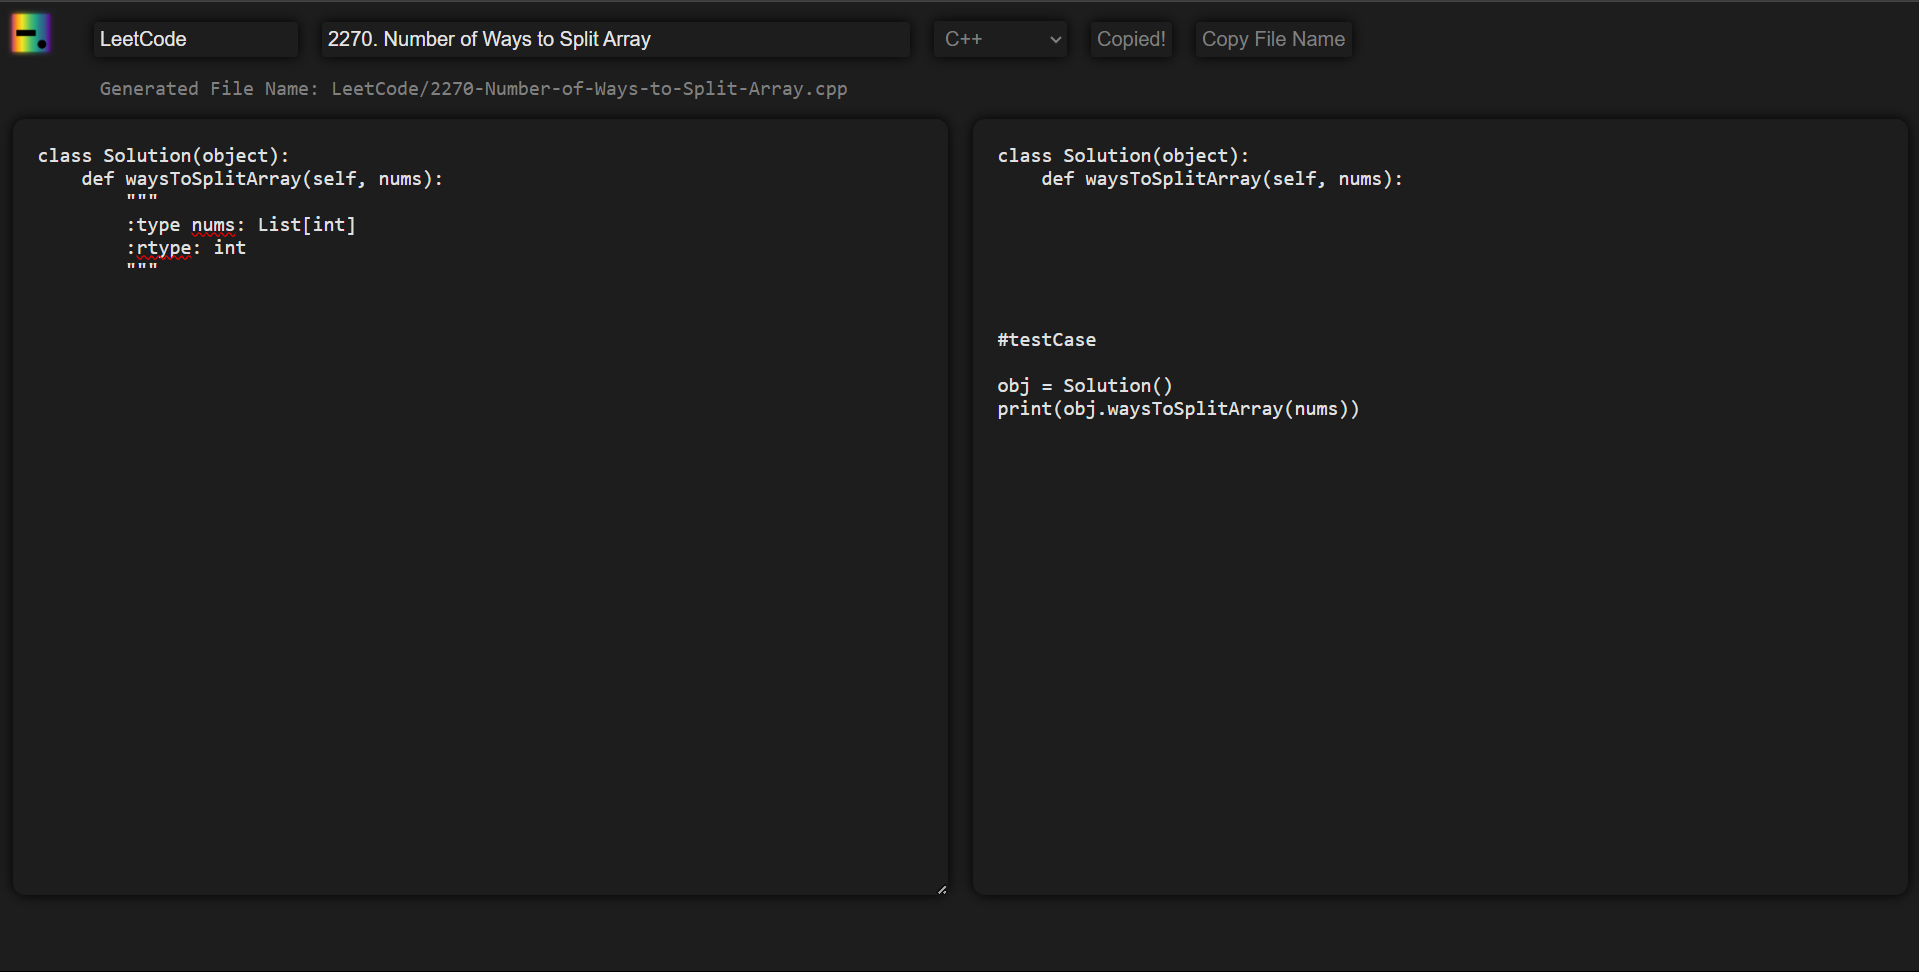 LeetCode
2270. Number of Ways to Split Array
C++
Copied!
Copy File Name
Generated File Name: LeetCode/2270-Number-of-Ways-to-Split-Array.cpp
class Solution(object):
    def waysToSplitArray(self, nums):
        """
        :type nums: List[int]
        :rtype: int
        """
class Solution(object):
    def waysToSplitArray(self, nums):
#testCase
obj = Solution()
print(obj.waysToSplitArray(nums))